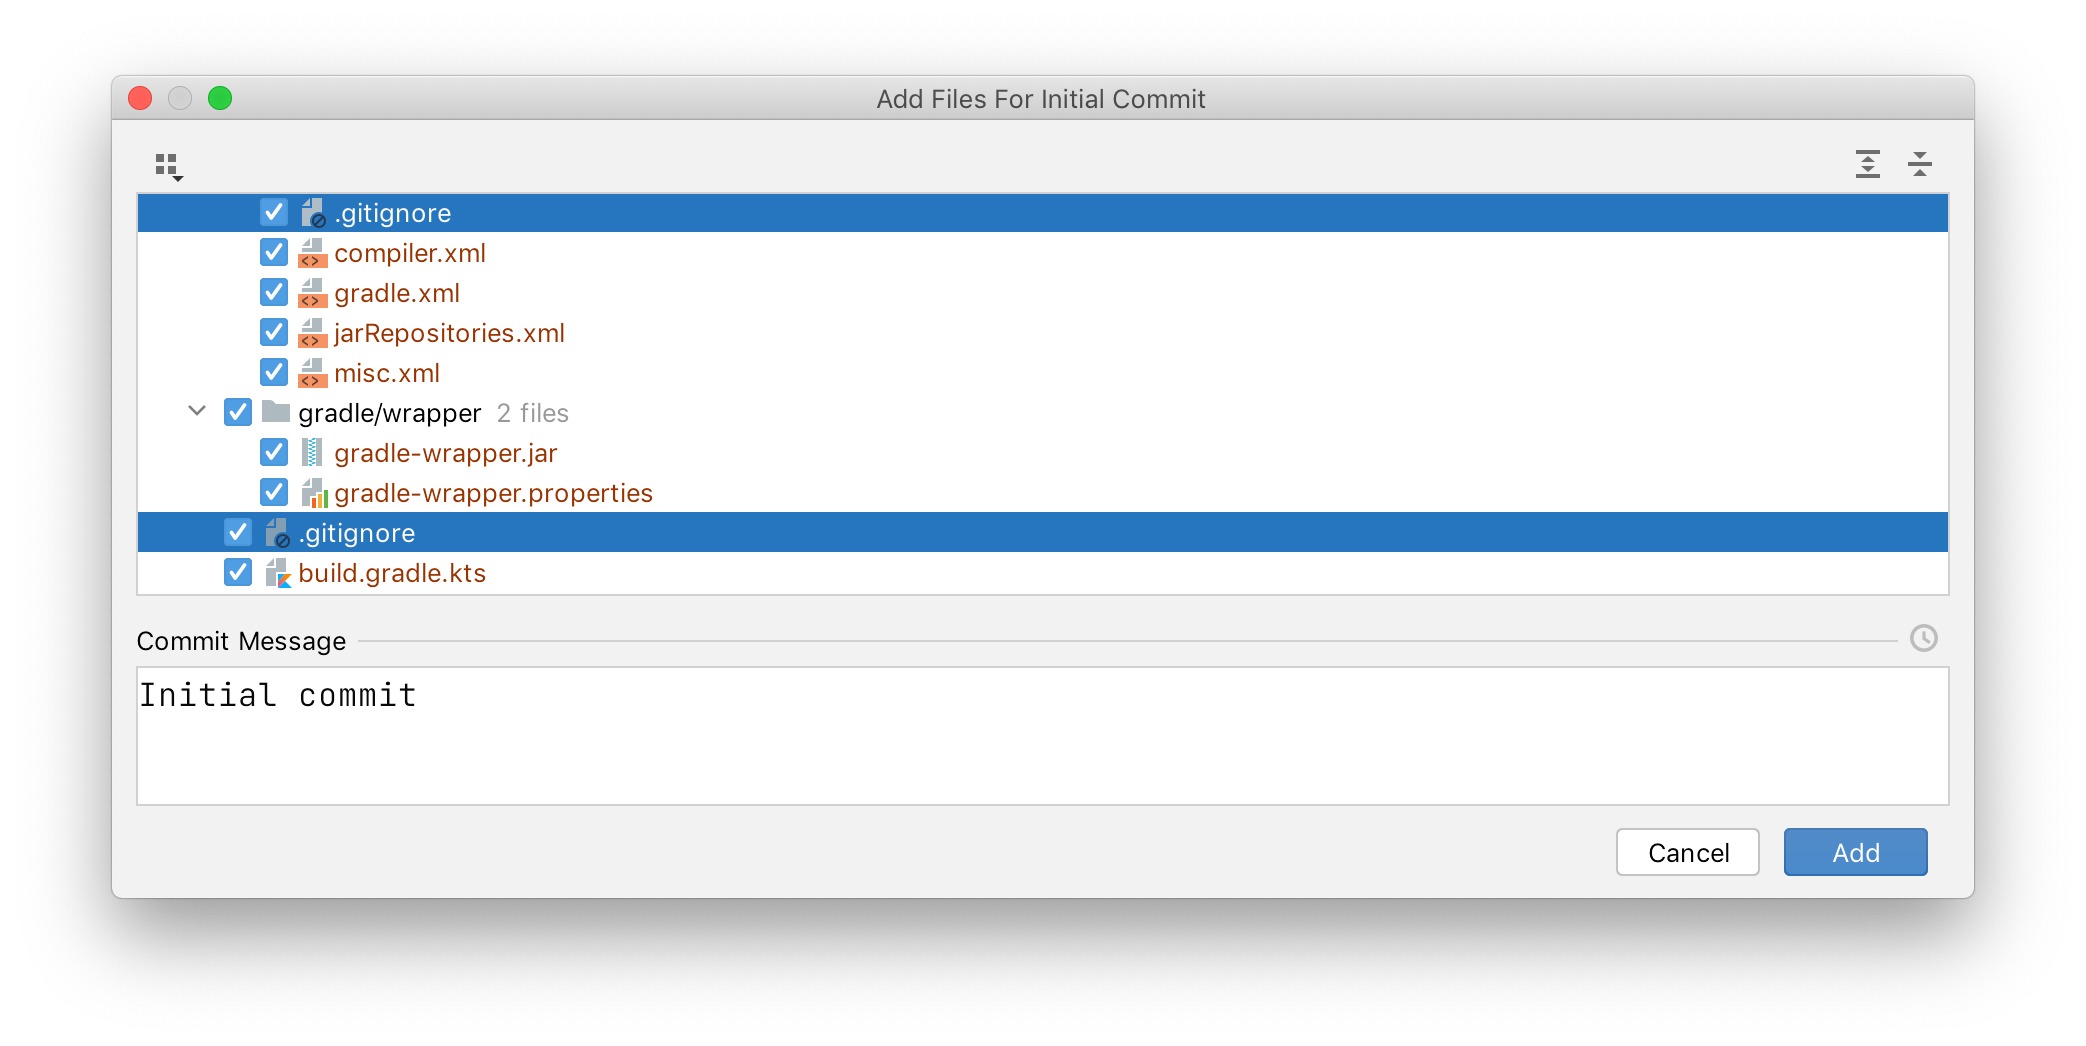 Add Files For Initial Commit
.gitignore
compiler.xml
gradle.xml
jarRepositories.xml
misc.xml
gradle/wrapper 2 files
gradle-wrapper.jar
gradle-wrapper.properties
.gitignore
build.gradle.kts
Commit Message
Initial commit
Cancel Add